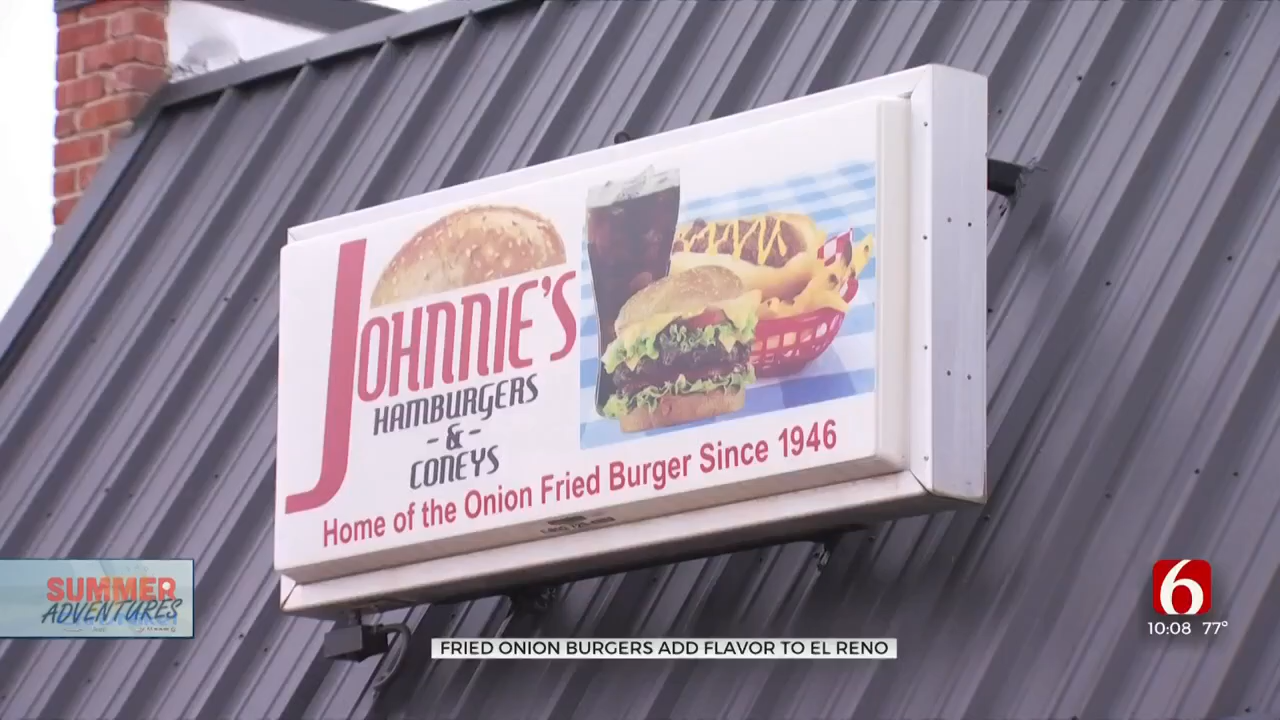 JOHNNIE'S
HAMBURGERS
-&-
CONEYS
Home of the Onion Fried Burger Since 1946
SUMMER
ADVENTURES
6
10:08 77°
FRIED ONION BURGERS ADD FLAVOR TO EL RENO